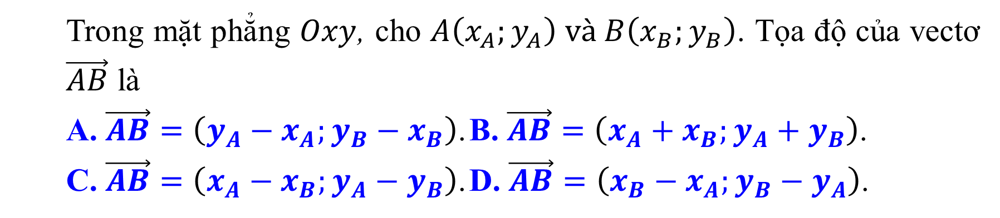 Trong mặt phẳng Oxy, cho A(x_A; y_A) và B(x_B; y_B). Tọa độ của vectơ
\overrightarrow{AB} là
A. \overrightarrow{AB} = (y_A − x_A; y_B − x_B). B. \overrightarrow{AB} = (x_A + x_B; y_A + y_B).
C. \overrightarrow{AB} = (x_A − x_B; y_A − y_B). D. \overrightarrow{AB} = (x_B − x_A; y_B − y_A).